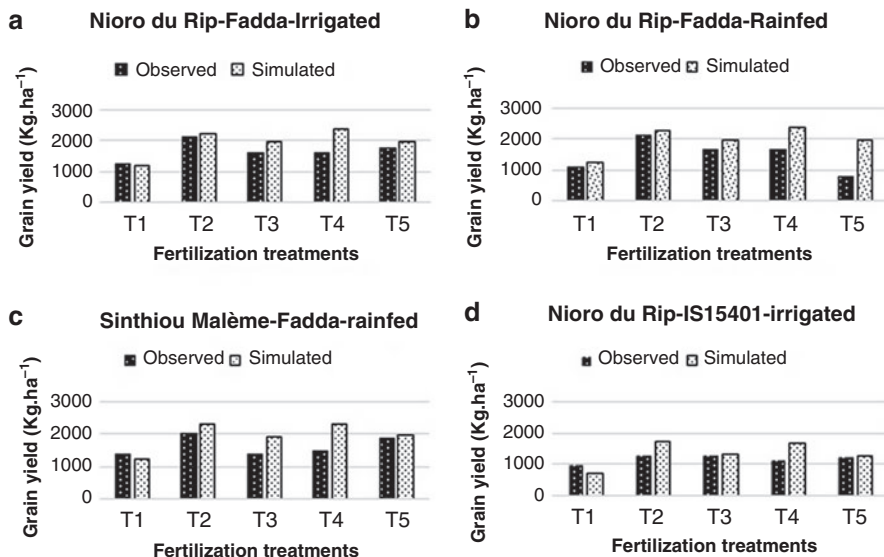 a Nioro du Rip-Fadda-Irrigated
Observed Simulated
Grain yield (Kg.ha⁻¹)
3000
2000
1000
0
T1 T2 T3 T4 T5
Fertilization treatments
b Nioro du Rip-Fadda-Rainfed
Observed Simulated
Grain yield (Kg.ha⁻¹)
3000
2000
1000
0
T1 T2 T3 T4 T5
Fertilization treatments
c Sinthiou Malème-Fadda-rainfed
Observed Simulated
Grain yield (Kg.ha⁻¹)
3000
2000
1000
0
T1 T2 T3 T4 T5
Fertilization treatments
d Nioro du Rip-IS15401-irrigated
Observed Simulated
Grain yield (Kg.ha⁻¹)
3000
2000
1000
0
T1 T2 T3 T4 T5
Fertilization treatments